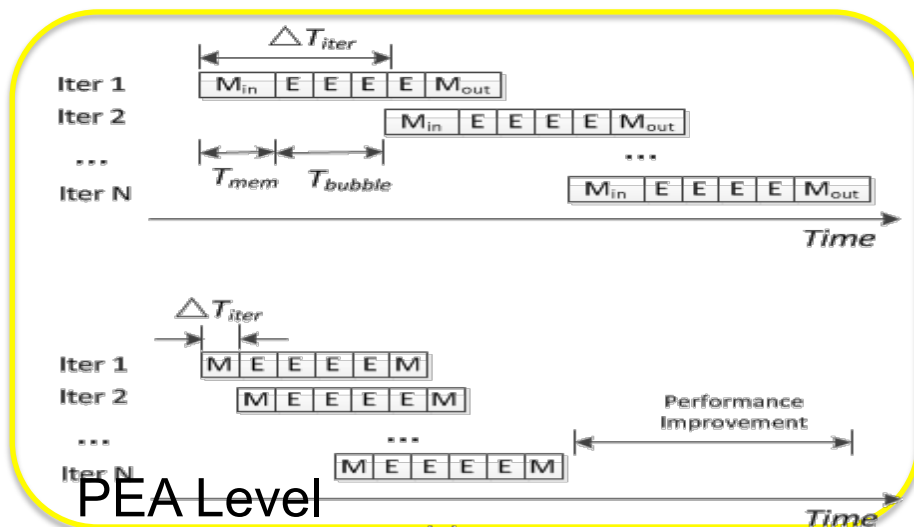 △ T_iter
Iter 1 M_in E E E E M_out
Iter 2 M_in E E E E M_out
... ...
T_mem T_bubble
Iter N M_in E E E E M_out
Time
△ T_iter
Iter 1 M E E E E M
Iter 2 M E E E E M
Performance
Improvement
... ...
Iter N M E E E E M
PEA Level
Time